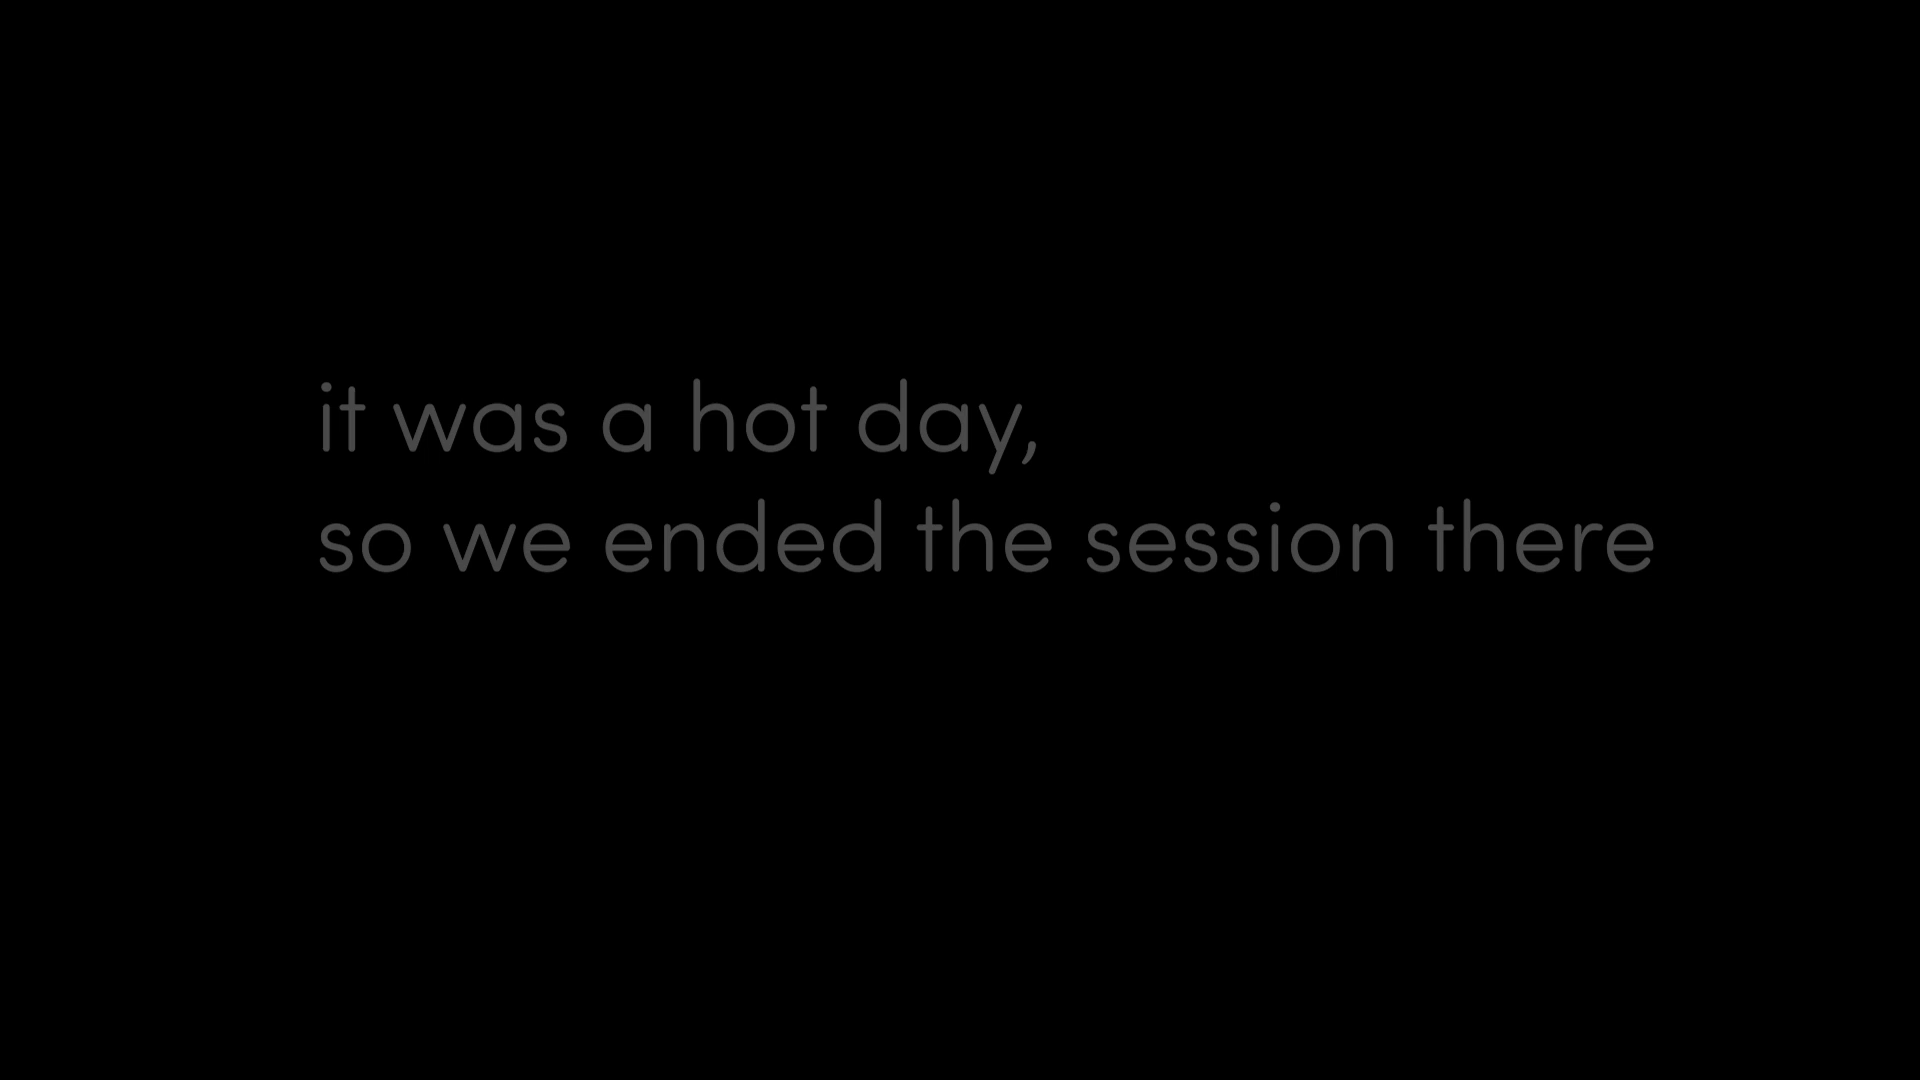 it was a hot day,
so we ended the session there